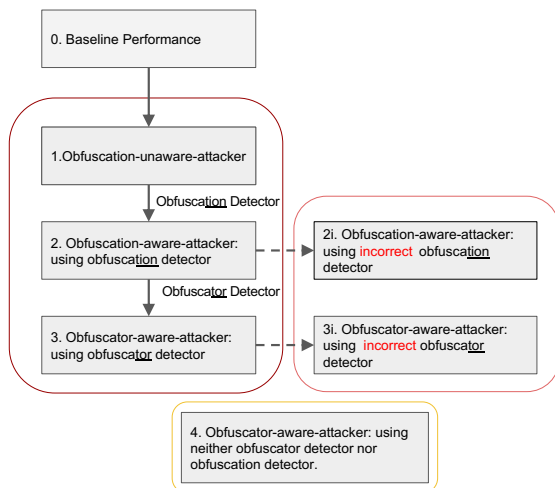 0. Baseline Performance
1.Obfuscation-unaware-attacker
Obfuscation Detector
2. Obfuscation-aware-attacker:
using obfuscation detector
2i. Obfuscation-aware-attacker:
using incorrect obfuscation
detector
Obfuscator Detector
3. Obfuscator-aware-attacker:
using obfuscator detector
3i. Obfuscator-aware-attacker:
using incorrect obfuscator
detector
4. Obfuscator-aware-attacker: using
neither obfuscator detector nor
obfuscation detector.